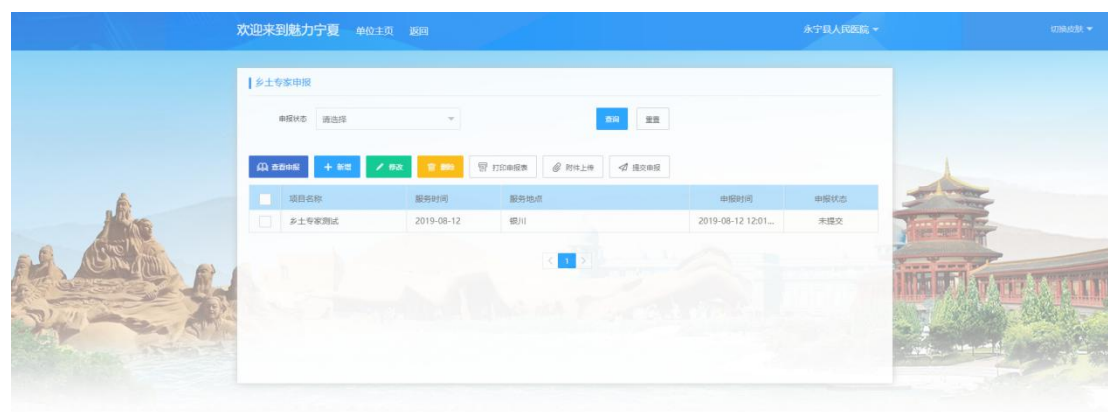 欢迎来到魅力宁夏 单位主页 返回 永宁县人民医院 切换皮肤
乡土专家申报
申报状态 请选择 查询 重置
查看申报 新增 修改 删除 打印申报表 附件上传 提交申报
项目名称 服务时间 服务地点 申报时间 申报状态
乡土专家测试 2019-08-12 银川 2019-08-12 12:01... 未提交
1